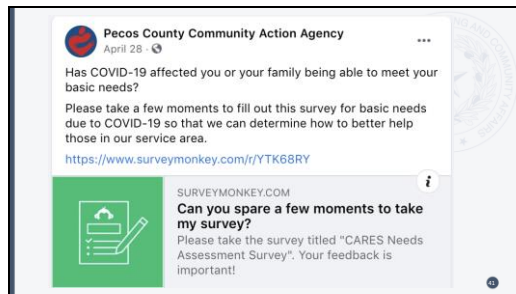 Pecos County Community Action Agency
April 28 ·
...
Has COVID-19 affected you or your family being able to meet your
basic needs?
Please take a few moments to fill out this survey for basic needs
due to COVID-19 so that we can determine how to better help
those in our service area.
https://www.surveymonkey.com/r/YTK68RY
i
SURVEYMONKEY.COM
Can you spare a few moments to take
my survey?
Please take the survey titled "CARES Needs
Assessment Survey". Your feedback is
important!
41